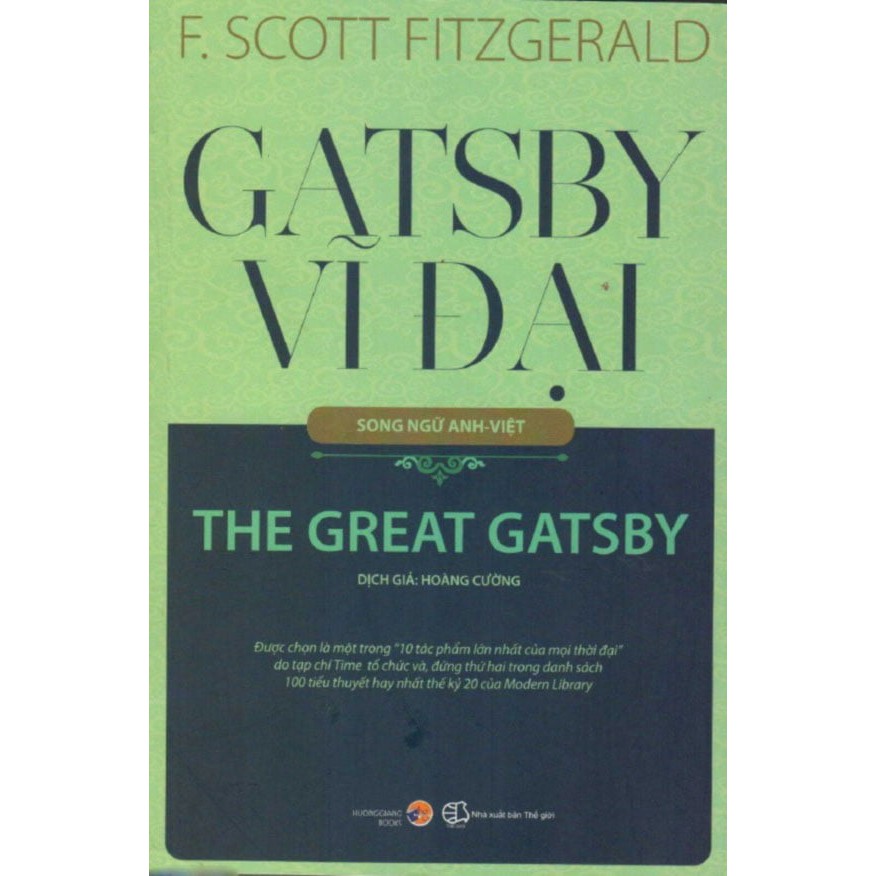 F. SCOTT FITZGERALD
GATSBY
VĨ ĐẠI
SONG NGỮ ANH-VIỆT
THE GREAT GATSBY
DỊCH GIẢ: HOÀNG CƯỜNG
Được chọn là một trong "10 tác phẩm lớn nhất của mọi thời đại"
do tạp chí Time tổ chức và, đứng thứ hai trong danh sách
100 tiểu thuyết hay nhất thế kỷ 20 của Modern Library
HUONGGIANG
BOOKS
Nhà xuất bản Thế giới